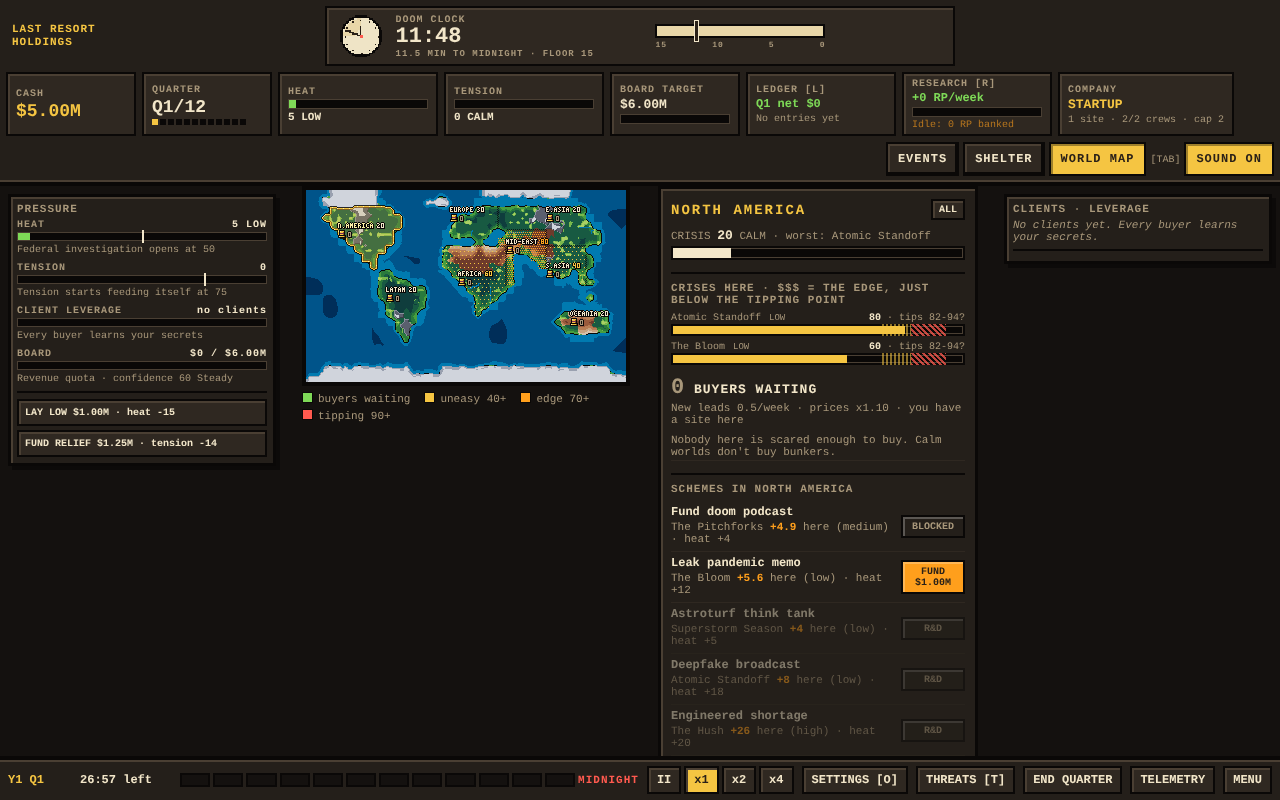 LAST RESORT
HOLDINGS
DOOM CLOCK
11:48
11.5 MIN TO MIDNIGHT · FLOOR 15
15 10 5 0
CASH
$5.00M
QUARTER
Q1/12
HEAT
5 LOW
TENSION
0 CALM
BOARD TARGET
$6.00M
LEDGER [L]
Q1 net $0
No entries yet
RESEARCH [R]
+0 RP/week
Idle: 0 RP banked
COMPANY
STARTUP
1 site · 2/2 crews · cap 2
EVENTS
SHELTER
WORLD MAP
[TAB]
SOUND ON
PRESSURE
HEAT 5 LOW
Federal investigation opens at 50
TENSION 0
Tension starts feeding itself at 75
CLIENT LEVERAGE no clients
Every buyer learns your secrets
BOARD $0 / $6.00M
Revenue quota · confidence 60 Steady
LAY LOW $1.00M · heat -15
FUND RELIEF $1.25M · tension -14
EUROPE 30
E.ASIA 20
N.AMERICA 20
MID-EAST 80
S.ASIA 40
AFRICA 60
LATAM 20
OCEANIA 20
buyers waiting
uneasy 40+
edge 70+
tipping 90+
NORTH AMERICA
ALL
CRISIS 20 CALM · worst: Atomic Standoff
CRISES HERE · $$$ = THE EDGE, JUST
BELOW THE TIPPING POINT
Atomic Standoff LOW 80 · tips 82-94?
The Bloom LOW 60 · tips 82-94?
0 BUYERS WAITING
New leads 0.5/week · prices x1.10 · you have
a site here
Nobody here is scared enough to buy. Calm
worlds don't buy bunkers.
SCHEMES IN NORTH AMERICA
Fund doom podcast
The Pitchforks +4.9 here (medium)
· heat +4
BLOCKED
Leak pandemic memo
The Bloom +5.6 here (low) · heat
+12
FUND
$1.00M
Astroturf think tank
Superstorm Season +4 here (low) ·
heat +5
R&D
Deepfake broadcast
Atomic Standoff +8 here (low) ·
heat +18
R&D
Engineered shortage
The Hush +26 here (high) · heat
+20
R&D
CLIENTS · LEVERAGE
No clients yet. Every buyer learns
your secrets.
Y1 Q1
26:57 left
MIDNIGHT
II
x1
x2
x4
SETTINGS [O]
THREATS [T]
END QUARTER
TELEMETRY
MENU